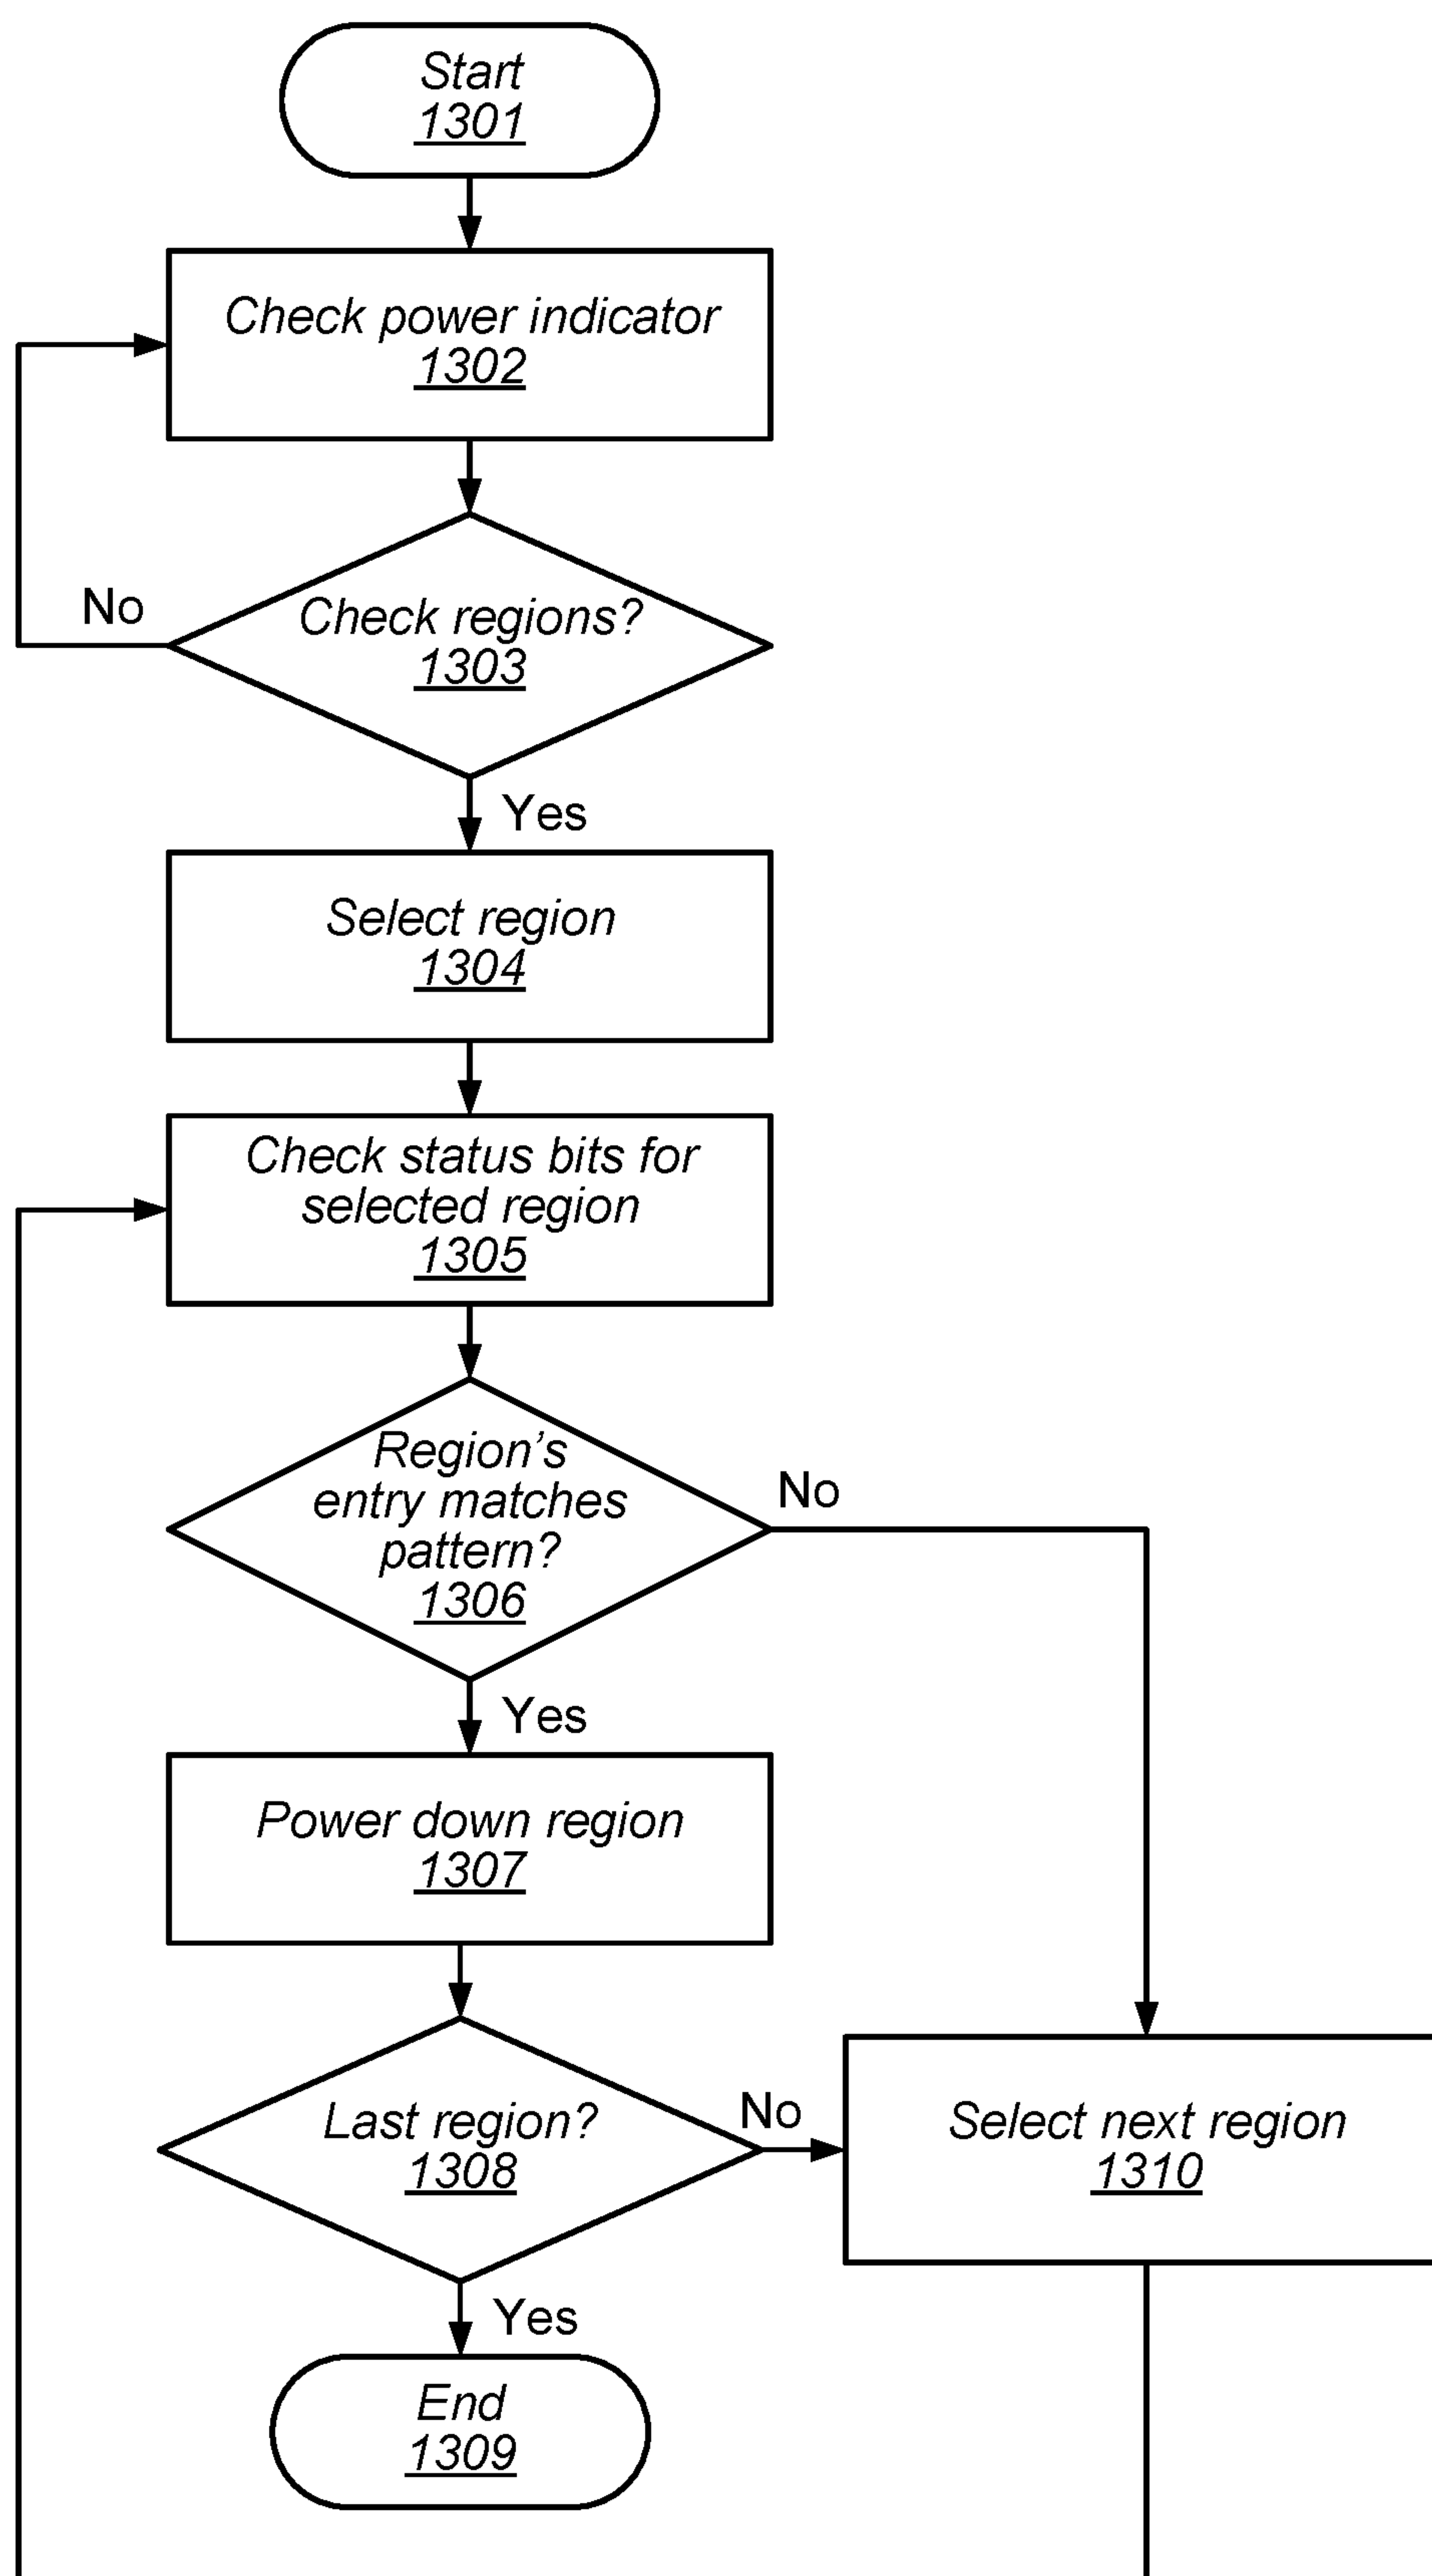 Start
1301
Check power indicator
1302
No
Check regions?
1303
Yes
Select region
1304
Check status bits for
selected region
1305
Region's
entry matches
pattern?
1306
No
Yes
Power down region
1307
Last region?
1308
No
Select next region
1310
Yes
End
1309